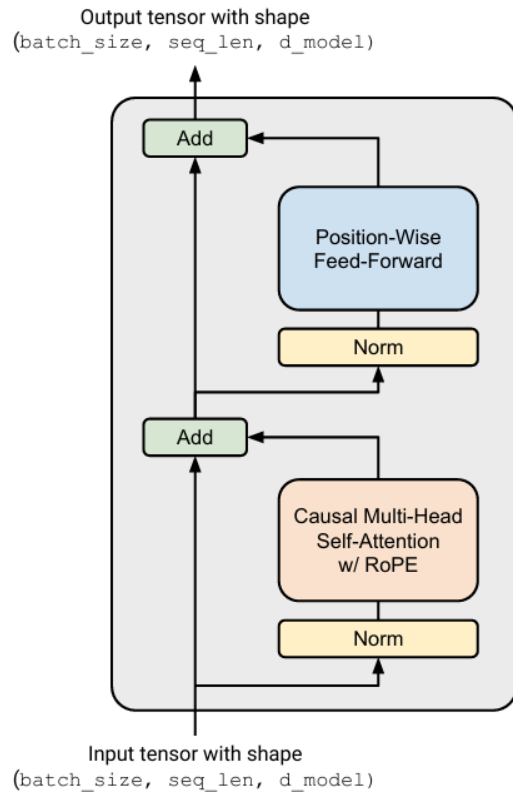 Output tensor with shape
(batch_size, seq_len, d_model)
Add
Position-Wise
Feed-Forward
Norm
Add
Causal Multi-Head
Self-Attention
w/ RoPE
Norm
Input tensor with shape
(batch_size, seq_len, d_model)